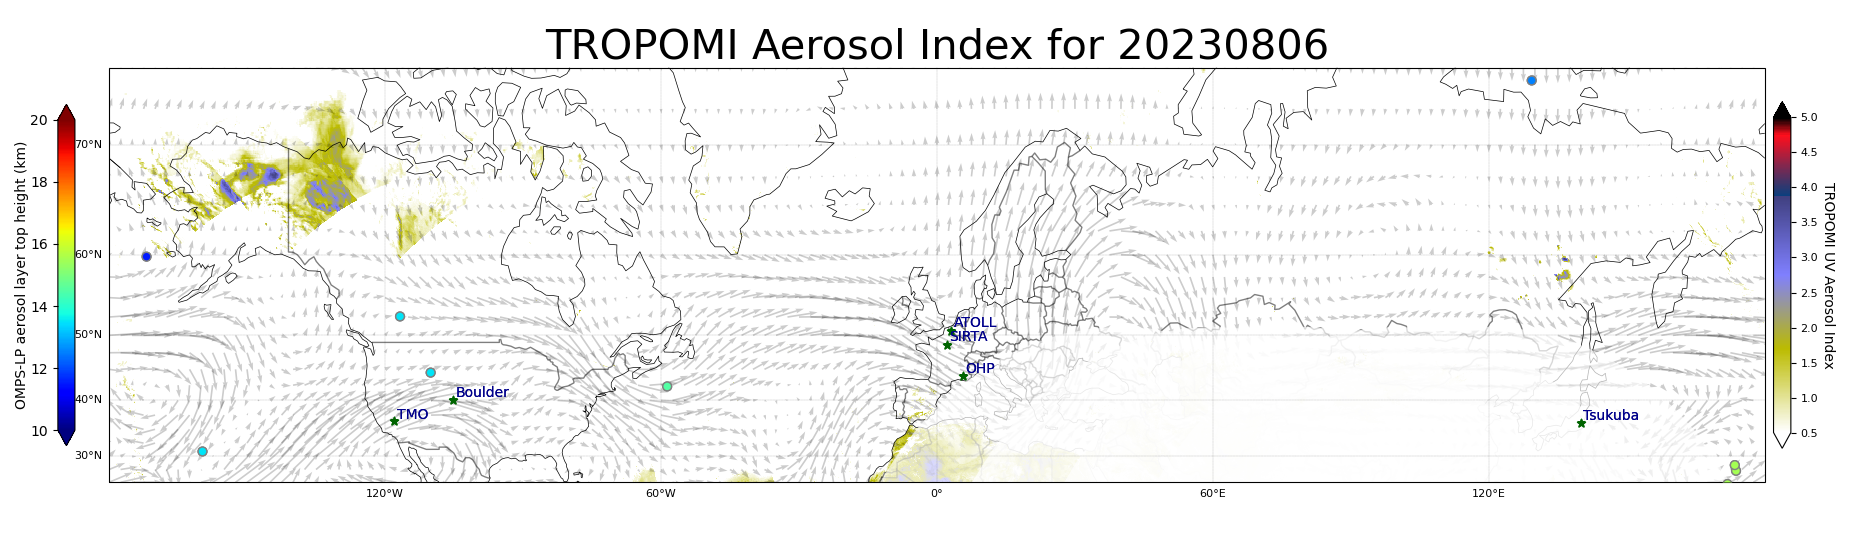 TROPOMI Aerosol Index for 20230806
OMPS-LP aerosol layer top height (km)
20
18
16
14
12
10
70°N
60°N
50°N
40°N
30°N
120°W
60°W
0°
60°E
120°E
ATOLL
SIRTA
OHP
Boulder
TMO
Tsukuba
5.0
4.5
4.0
3.5
3.0
2.5
2.0
1.5
1.0
0.5
TROPOMI UV Aerosol Index